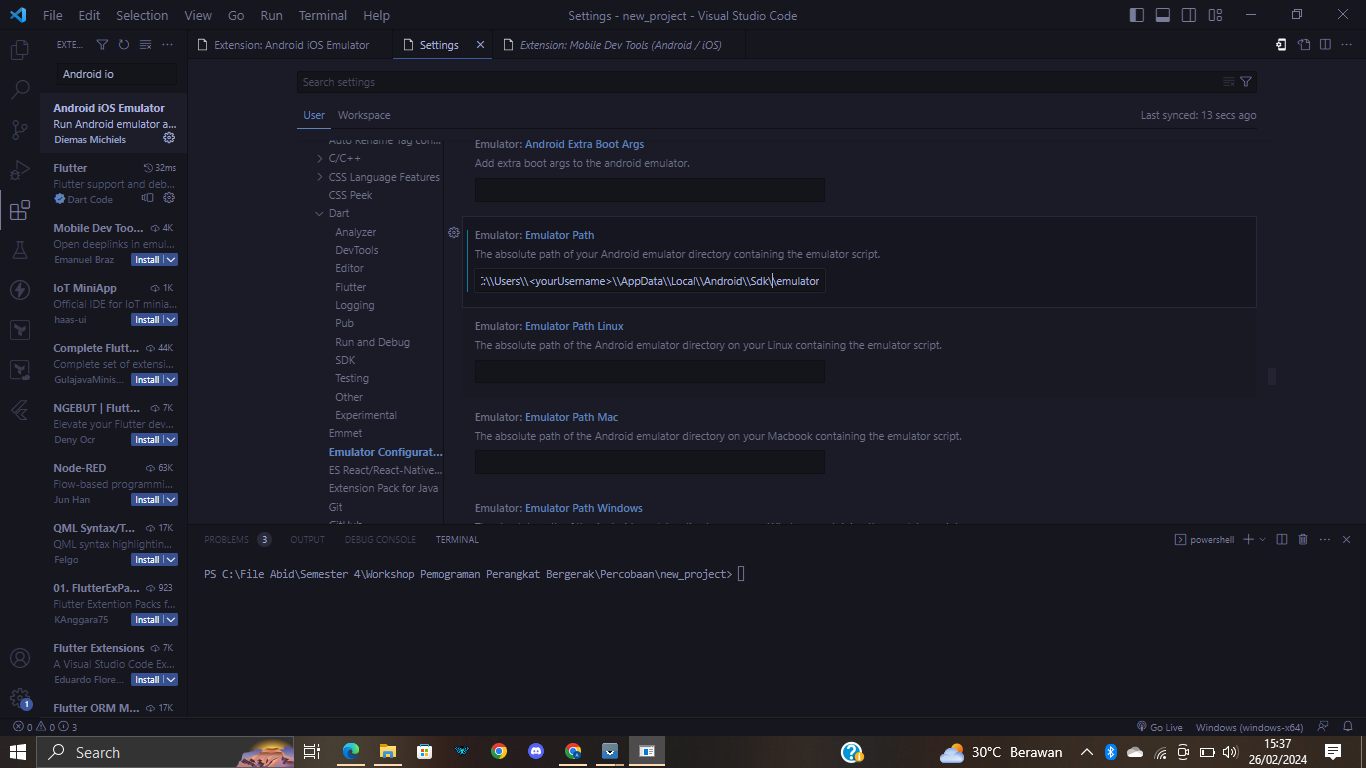 File Edit Selection View Go Run Terminal Help
Settings - new_project - Visual Studio Code
EXTE...
Extension: Android iOS Emulator
Settings
Extension: Mobile Dev Tools (Android / iOS)
Android io
Android iOS Emulator
Run Android emulator a...
Diemas Michiels
Flutter 32ms
Flutter support and deb...
Dart Code
Mobile Dev Too... 4K
Open deeplinks in emul...
Emanuel Braz Install
IoT MiniApp 1K
Official IDE for IoT minia...
haas-ui Install
Complete Flutt... 44K
Complete set of extensi...
GulajavaMinis... Install
NGEBUT | Flutt... 7K
Elevate your Flutter dev...
Deny Ocr Install
Node-RED 63K
Flow-based programmi...
Jun Han Install
QML Syntax/T... 17K
QML syntax highlightin...
Felgo Install
01. FlutterExPa... 923
Flutter Extention Packs f...
KAnggara75 Install
Flutter Extensions 7K
A Visual Studio Code Ex...
Eduardo Flore... Install
Flutter ORM M... 17K
1
Search settings
User Workspace
Last synced: 13 secs ago
Auto Rename Tag con...
C/C++
CSS Language Features
CSS Peek
Dart
Analyzer
DevTools
Editor
Flutter
Logging
Pub
Run and Debug
SDK
Testing
Other
Experimental
Emmet
Emulator Configurat...
ES React/React-Native...
Extension Pack for Java
Git
Emulator: Android Extra Boot Args
Add extra boot args to the android emulator.
Emulator: Emulator Path
The absolute path of your Android emulator directory containing the emulator script.
C:\\Users\\<yourUsername>\\AppData\\Local\\Android\\Sdk\\emulator
Emulator: Emulator Path Linux
The absolute path of the Android emulator directory on your Linux containing the emulator script.
Emulator: Emulator Path Mac
The absolute path of the Android emulator directory on your Macbook containing the emulator script.
Emulator: Emulator Path Windows
PROBLEMS 3 OUTPUT DEBUG CONSOLE TERMINAL
powershell
PS C:\File Abid\Semester 4\Workshop Pemograman Perangkat Bergerak\Percobaan\new_project>
0 0 3
Go Live Windows (windows-x64)
Search
30°C Berawan
15:37
26/02/2024